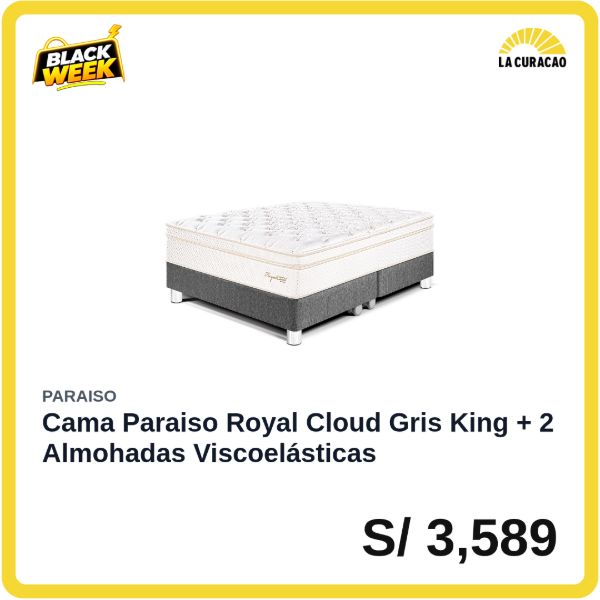 BLACK
WEEK
LA CURACAO
PARAISO
Cama Paraiso Royal Cloud Gris King + 2
Almohadas Viscoelásticas
S/ 3,589